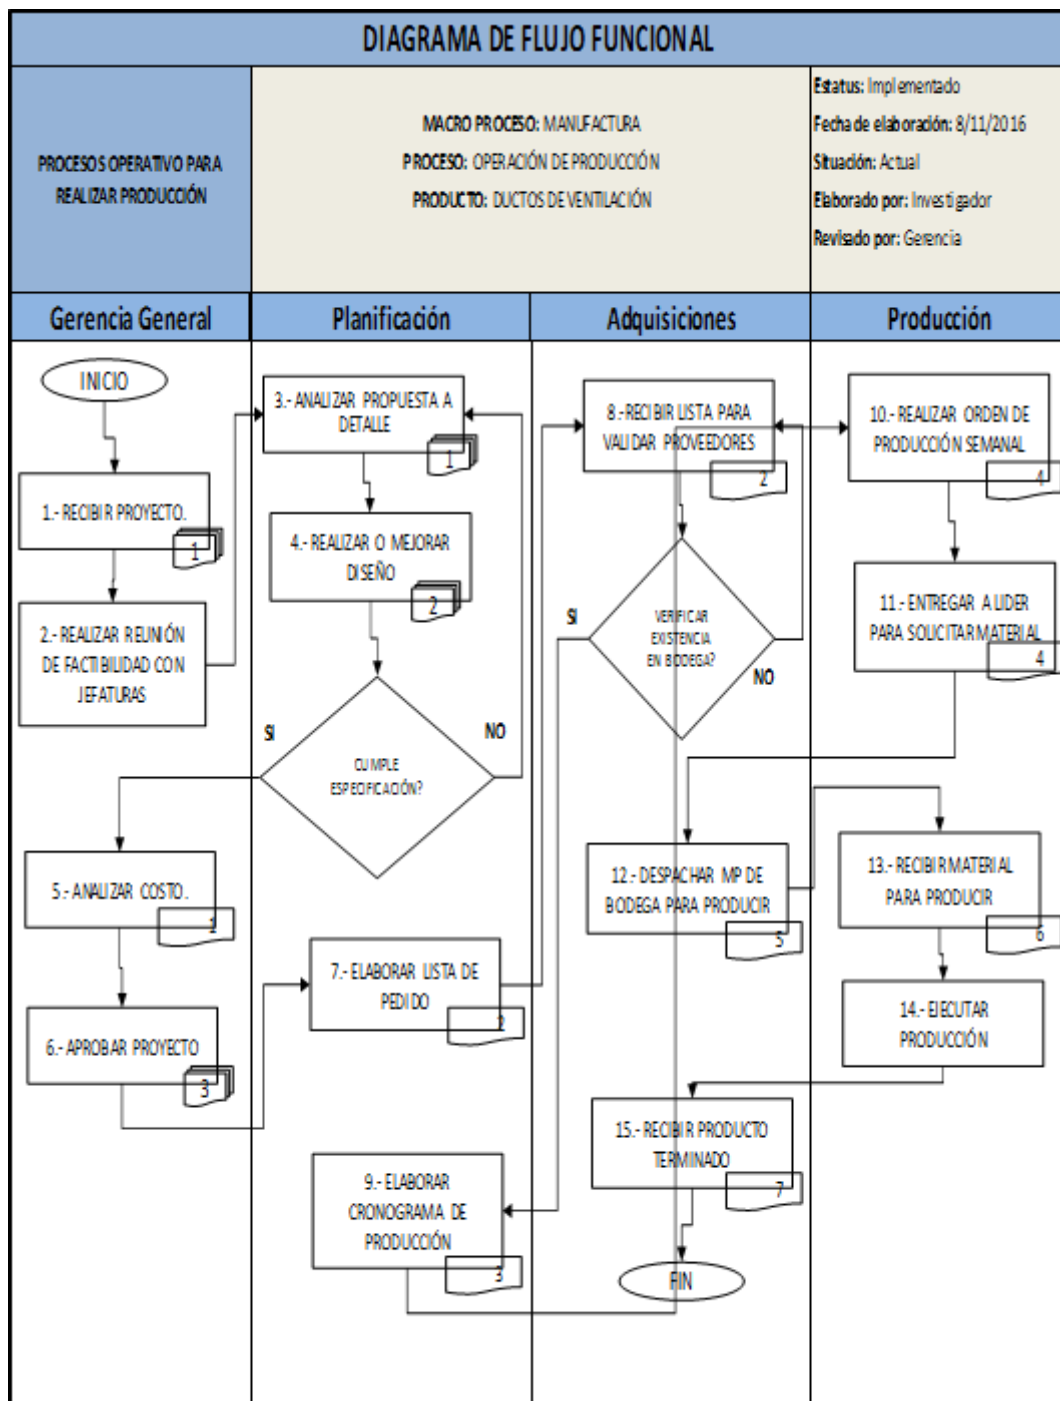 DIAGRAMA DE FLUJO FUNCIONAL
PROCESOS OPERATIVO PARA
REALIZAR PRODUCCIÓN
MACRO PROCESO: MANUFACTURA
PROCESO: OPERACIÓN DE PRODUCCIÓN
PRODUCTO: DUCTOS DE VENTILACIÓN
Estatus: Implementado
Fecha de elaboración: 8/11/2016
Situación: Actual
Elaborado por: Investigador
Revisado por: Gerencia
Gerencia General
Planificación
Adquisiciones
Producción
INICIO
1.- RECIBIR PROYECTO.
1
2.- REALIZAR REUNIÓN
DE FACTIBILIDAD CON
JEFATURAS
3.- ANALIZAR PROPUESTA A
DETALLE
1
4.- REALIZAR O MEJORAR
DISEÑO
2
SI
NO
CUMPLE
ESPECIFICACIÓN?
5.- ANALIZAR COSTO.
1
6.- APROBAR PROYECTO
3
7.- ELABORAR LISTA DE
PEDIDO
2
8.-RECIBIR LISTA PARA
VALIDAR PROVEEDORES
2
SI
VERIFICAR
EXISTENCIA
EN BODEGA?
NO
9.- ELABORAR
CRONOGRAMA DE
PRODUCCIÓN
3
10.- REALIZAR ORDEN DE
PRODUCCIÓN SEMANAL
4
11.- ENTREGAR A LIDER
PARA SOLICITAR MATERIAL
4
12.- DESPACHAR MP DE
BODEGA PARA PRODUCIR
5
13.- RECIBIR MATERIAL
PARA PRODUCIR
6
14.- EJECUTAR
PRODUCCIÓN
15.- RECIBIR PRODUCTO
TERMINADO
7
FIN